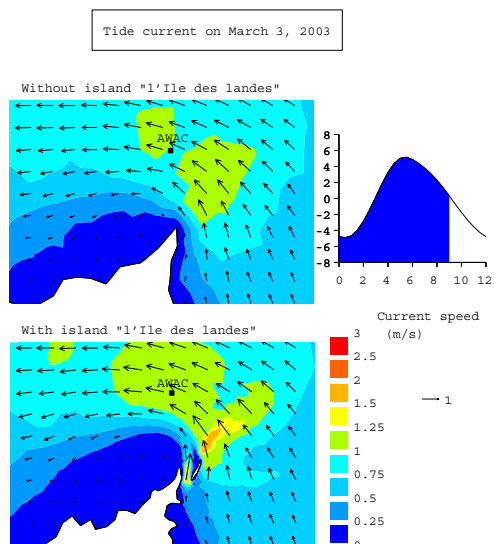 Tide current on March 3, 2003
Without island "l'Ile des landes"
AWAC
8
6
4
2
0
-2
-4
-6
-8
0 2 4 6 8 10 12
With island "l'Ile des landes"
AWAC
Current speed
(m/s)
3
2.5
2
1.5
1.25
1
0.75
0.5
0.25
0
1